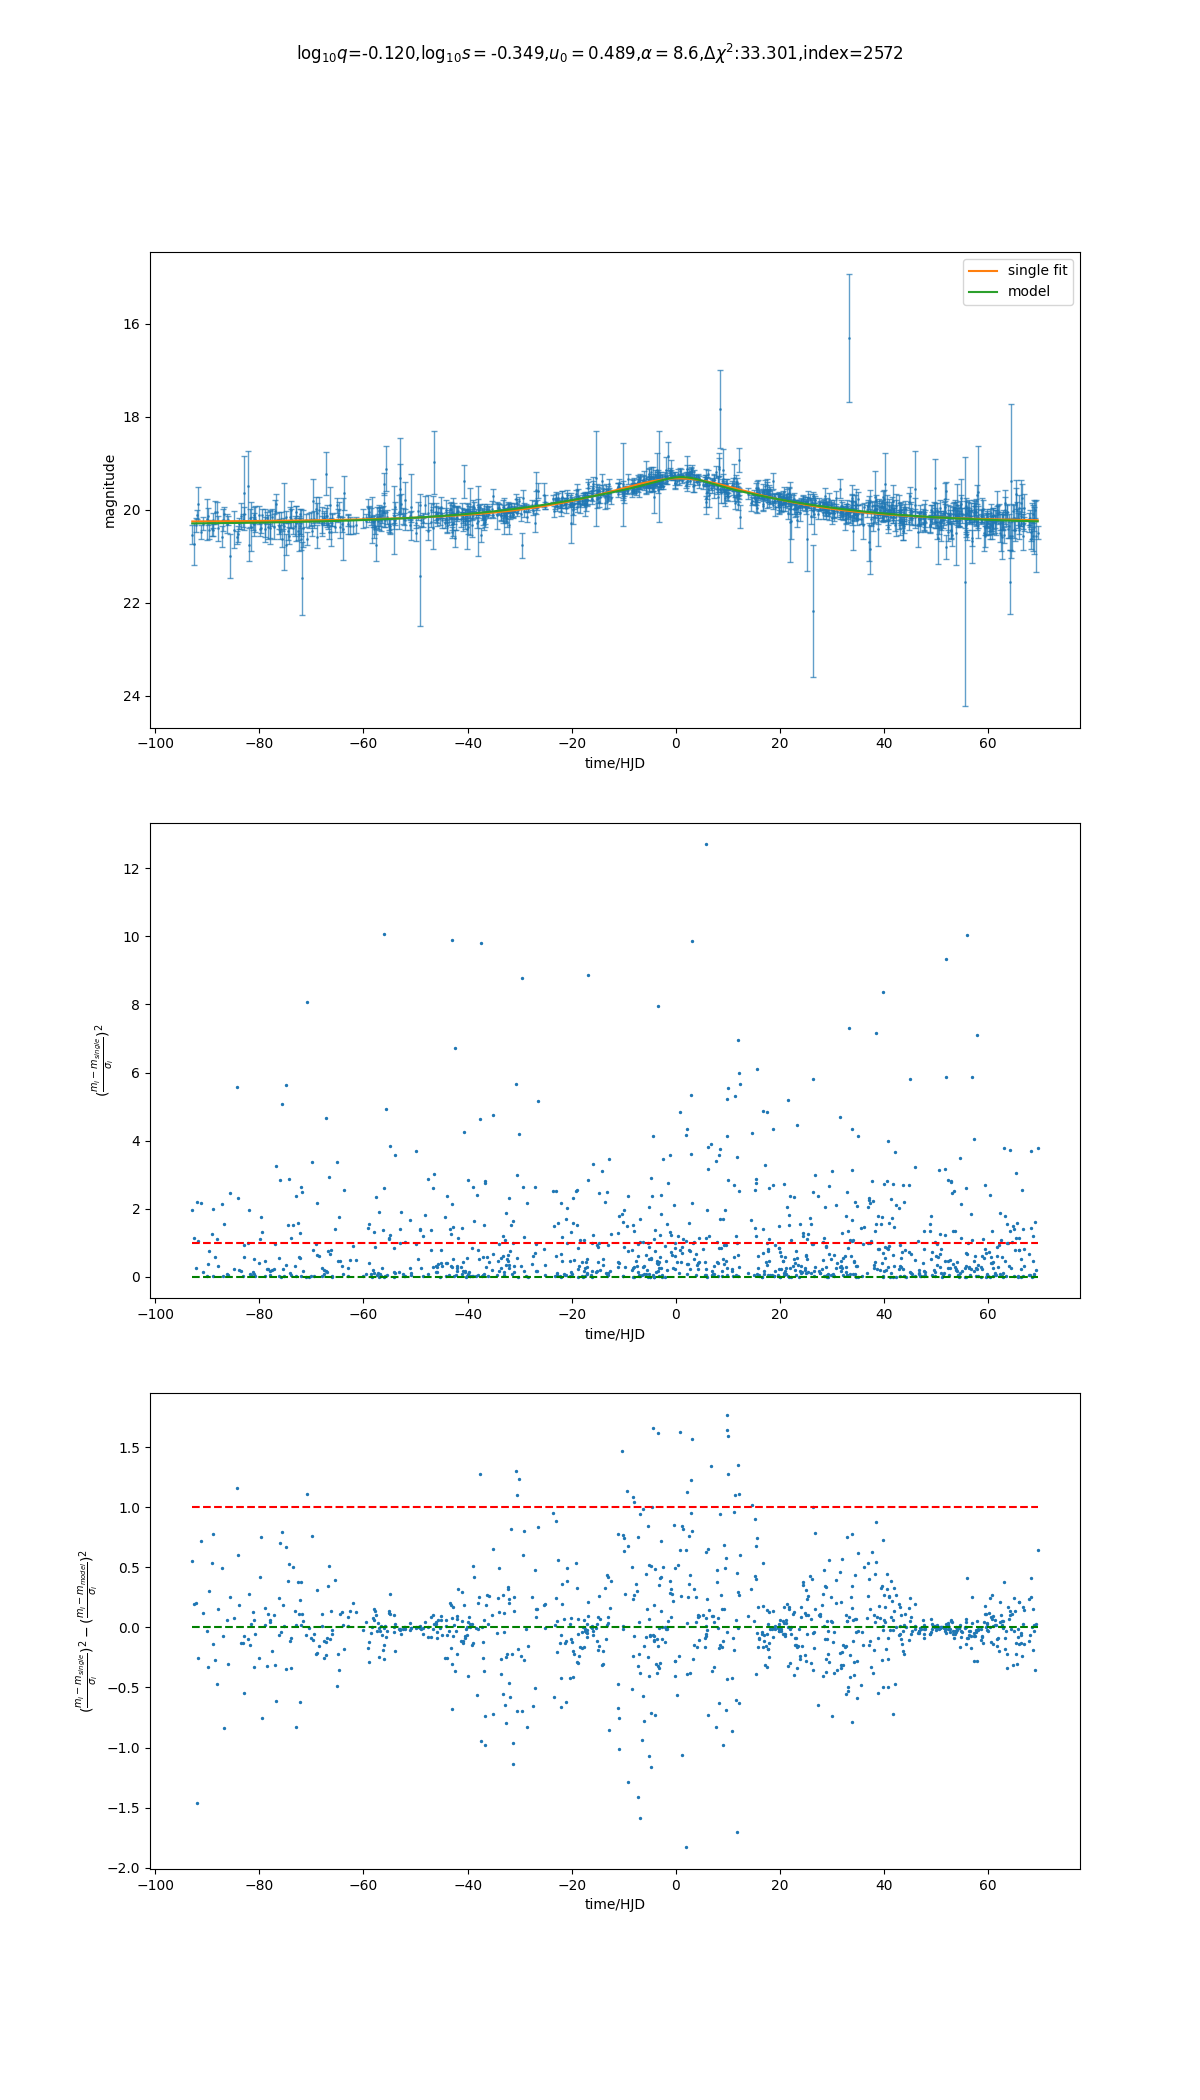 log₁₀q=-0.120,log₁₀s = -0.349,u₀ = 0.489,α = 8.6,Δχ²:33.301,index=2572
single fit
model
16
18
20
22
24
magnitude
−100 −80 −60 −40 −20 0 20 40 60
time/HJD
12
10
8
6
4
2
0
((mᵢ − m_single)/σᵢ)²
−100 −80 −60 −40 −20 0 20 40 60
time/HJD
1.5
1.0
0.5
0.0
−0.5
−1.0
−1.5
−2.0
((mᵢ − m_single)/σᵢ)² − ((mᵢ − m_model)/σᵢ)²
−100 −80 −60 −40 −20 0 20 40 60
time/HJD